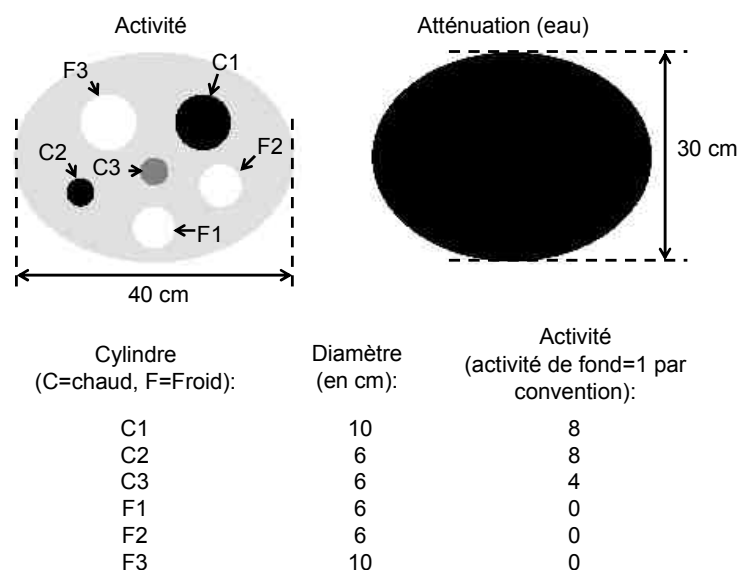 Activité
Atténuation (eau)
F3
C1
C2
C3
F2
F1
30 cm
40 cm
Cylindre
(C=chaud, F=Froid):
Diamètre
(en cm):
Activité
(activité de fond=1 par
convention):
C1 10 8
C2 6 8
C3 6 4
F1 6 0
F2 6 0
F3 10 0